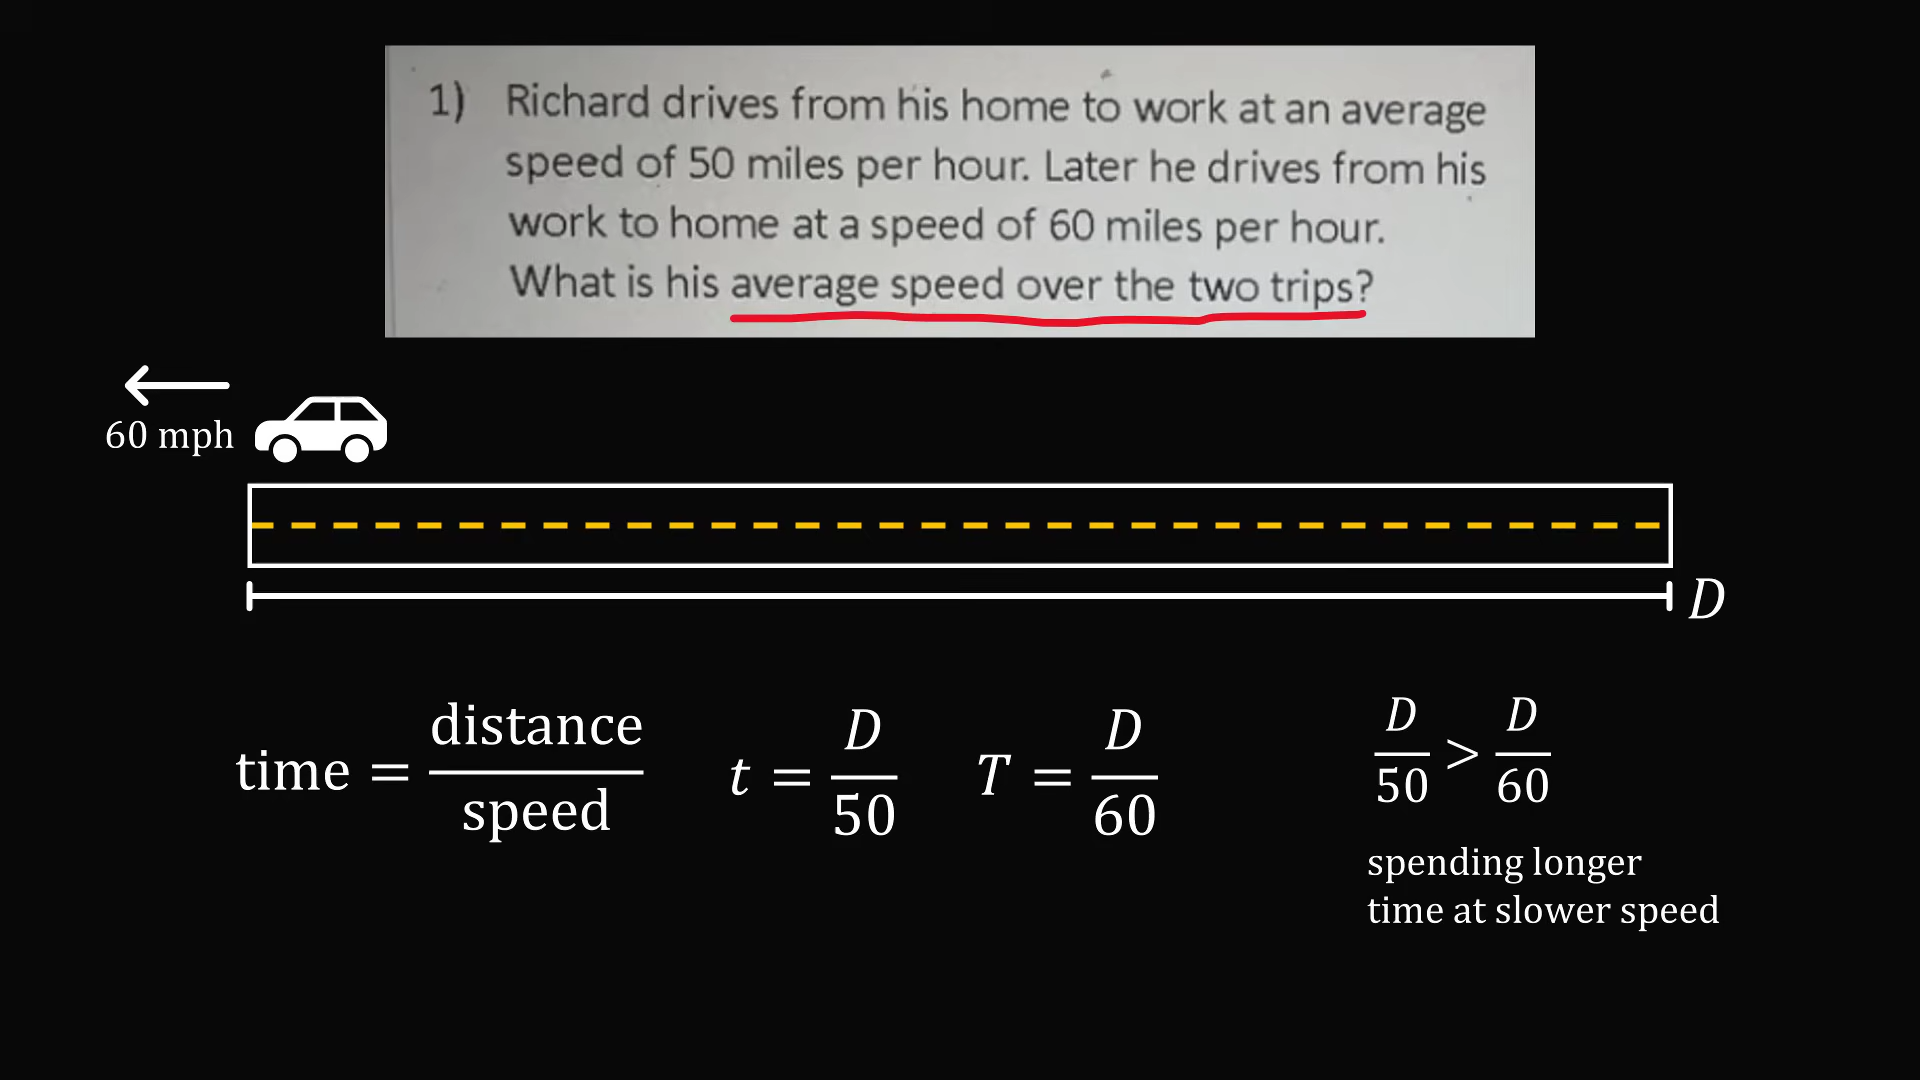 1) Richard drives from his home to work at an average
speed of 50 miles per hour. Later he drives from his
work to home at a speed of 60 miles per hour.
What is his average speed over the two trips?
60 mph
D
time = distance / speed
t = D / 50
T = D / 60
D / 50 > D / 60
spending longer
time at slower speed